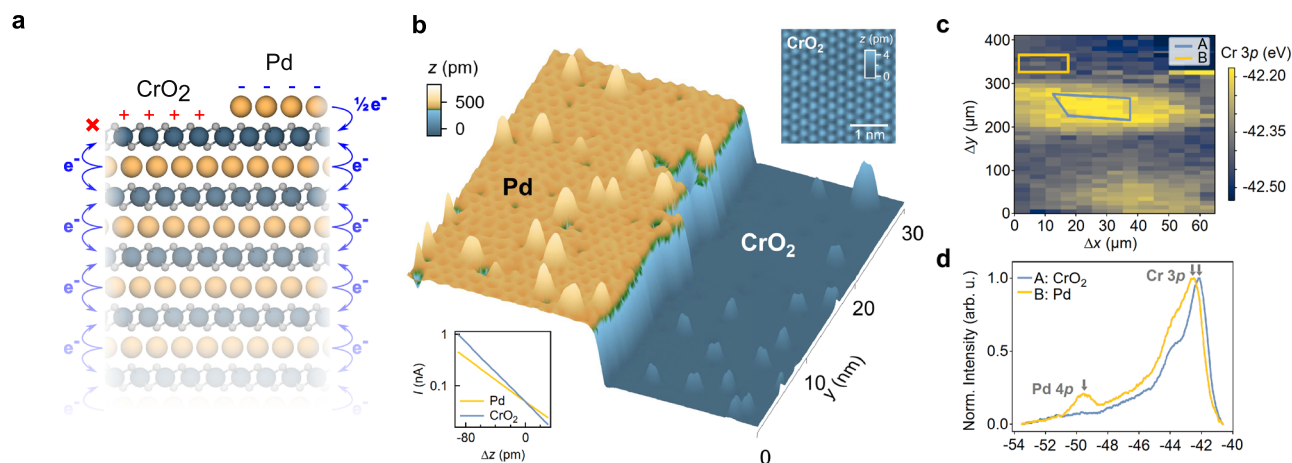 a
CrO2
Pd
- - - -
+ + + +
×
½e-
e- e-
e- e-
e- e-
e- e-
b
z (pm)
500
0
CrO2
z (pm)
4
0
1 nm
Pd
CrO2
30
20
10
0
y (nm)
1
0.1
I (nA)
Pd
CrO2
-80 0
Δz (pm)
c
400
300
200
100
0
Δy (µm)
A
B
0 10 20 30 40 50 60
Δx (µm)
Cr 3p (eV)
-42.20
-42.35
-42.50
d
Norm. Intensity (arb. u.)
1.0
0.5
0.0
A: CrO2
B: Pd
Cr 3p
Pd 4p
-54 -52 -50 -48 -46 -44 -42 -40